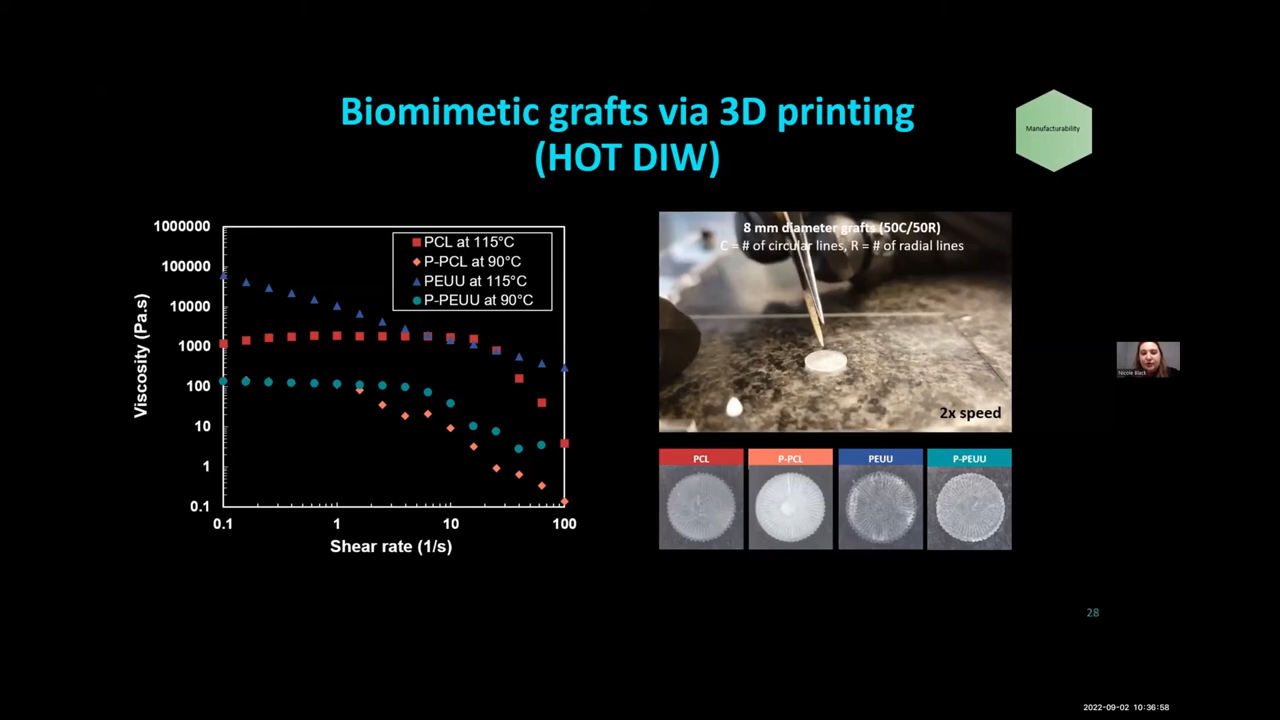 Biomimetic grafts via 3D printing
(HOT DIW)
Manufacturability
1000000
100000
10000
1000
100
10
1
0.1
Viscosity (Pa.s)
PCL at 115°C
P-PCL at 90°C
PEUU at 115°C
P-PEUU at 90°C
0.1 1 10 100
Shear rate (1/s)
8 mm diameter grafts (50C/50R)
C = # of circular lines, R = # of radial lines
2x speed
PCL P-PCL PEUU P-PEUU
Nicole Black
28
2022-09-02 10:36:58